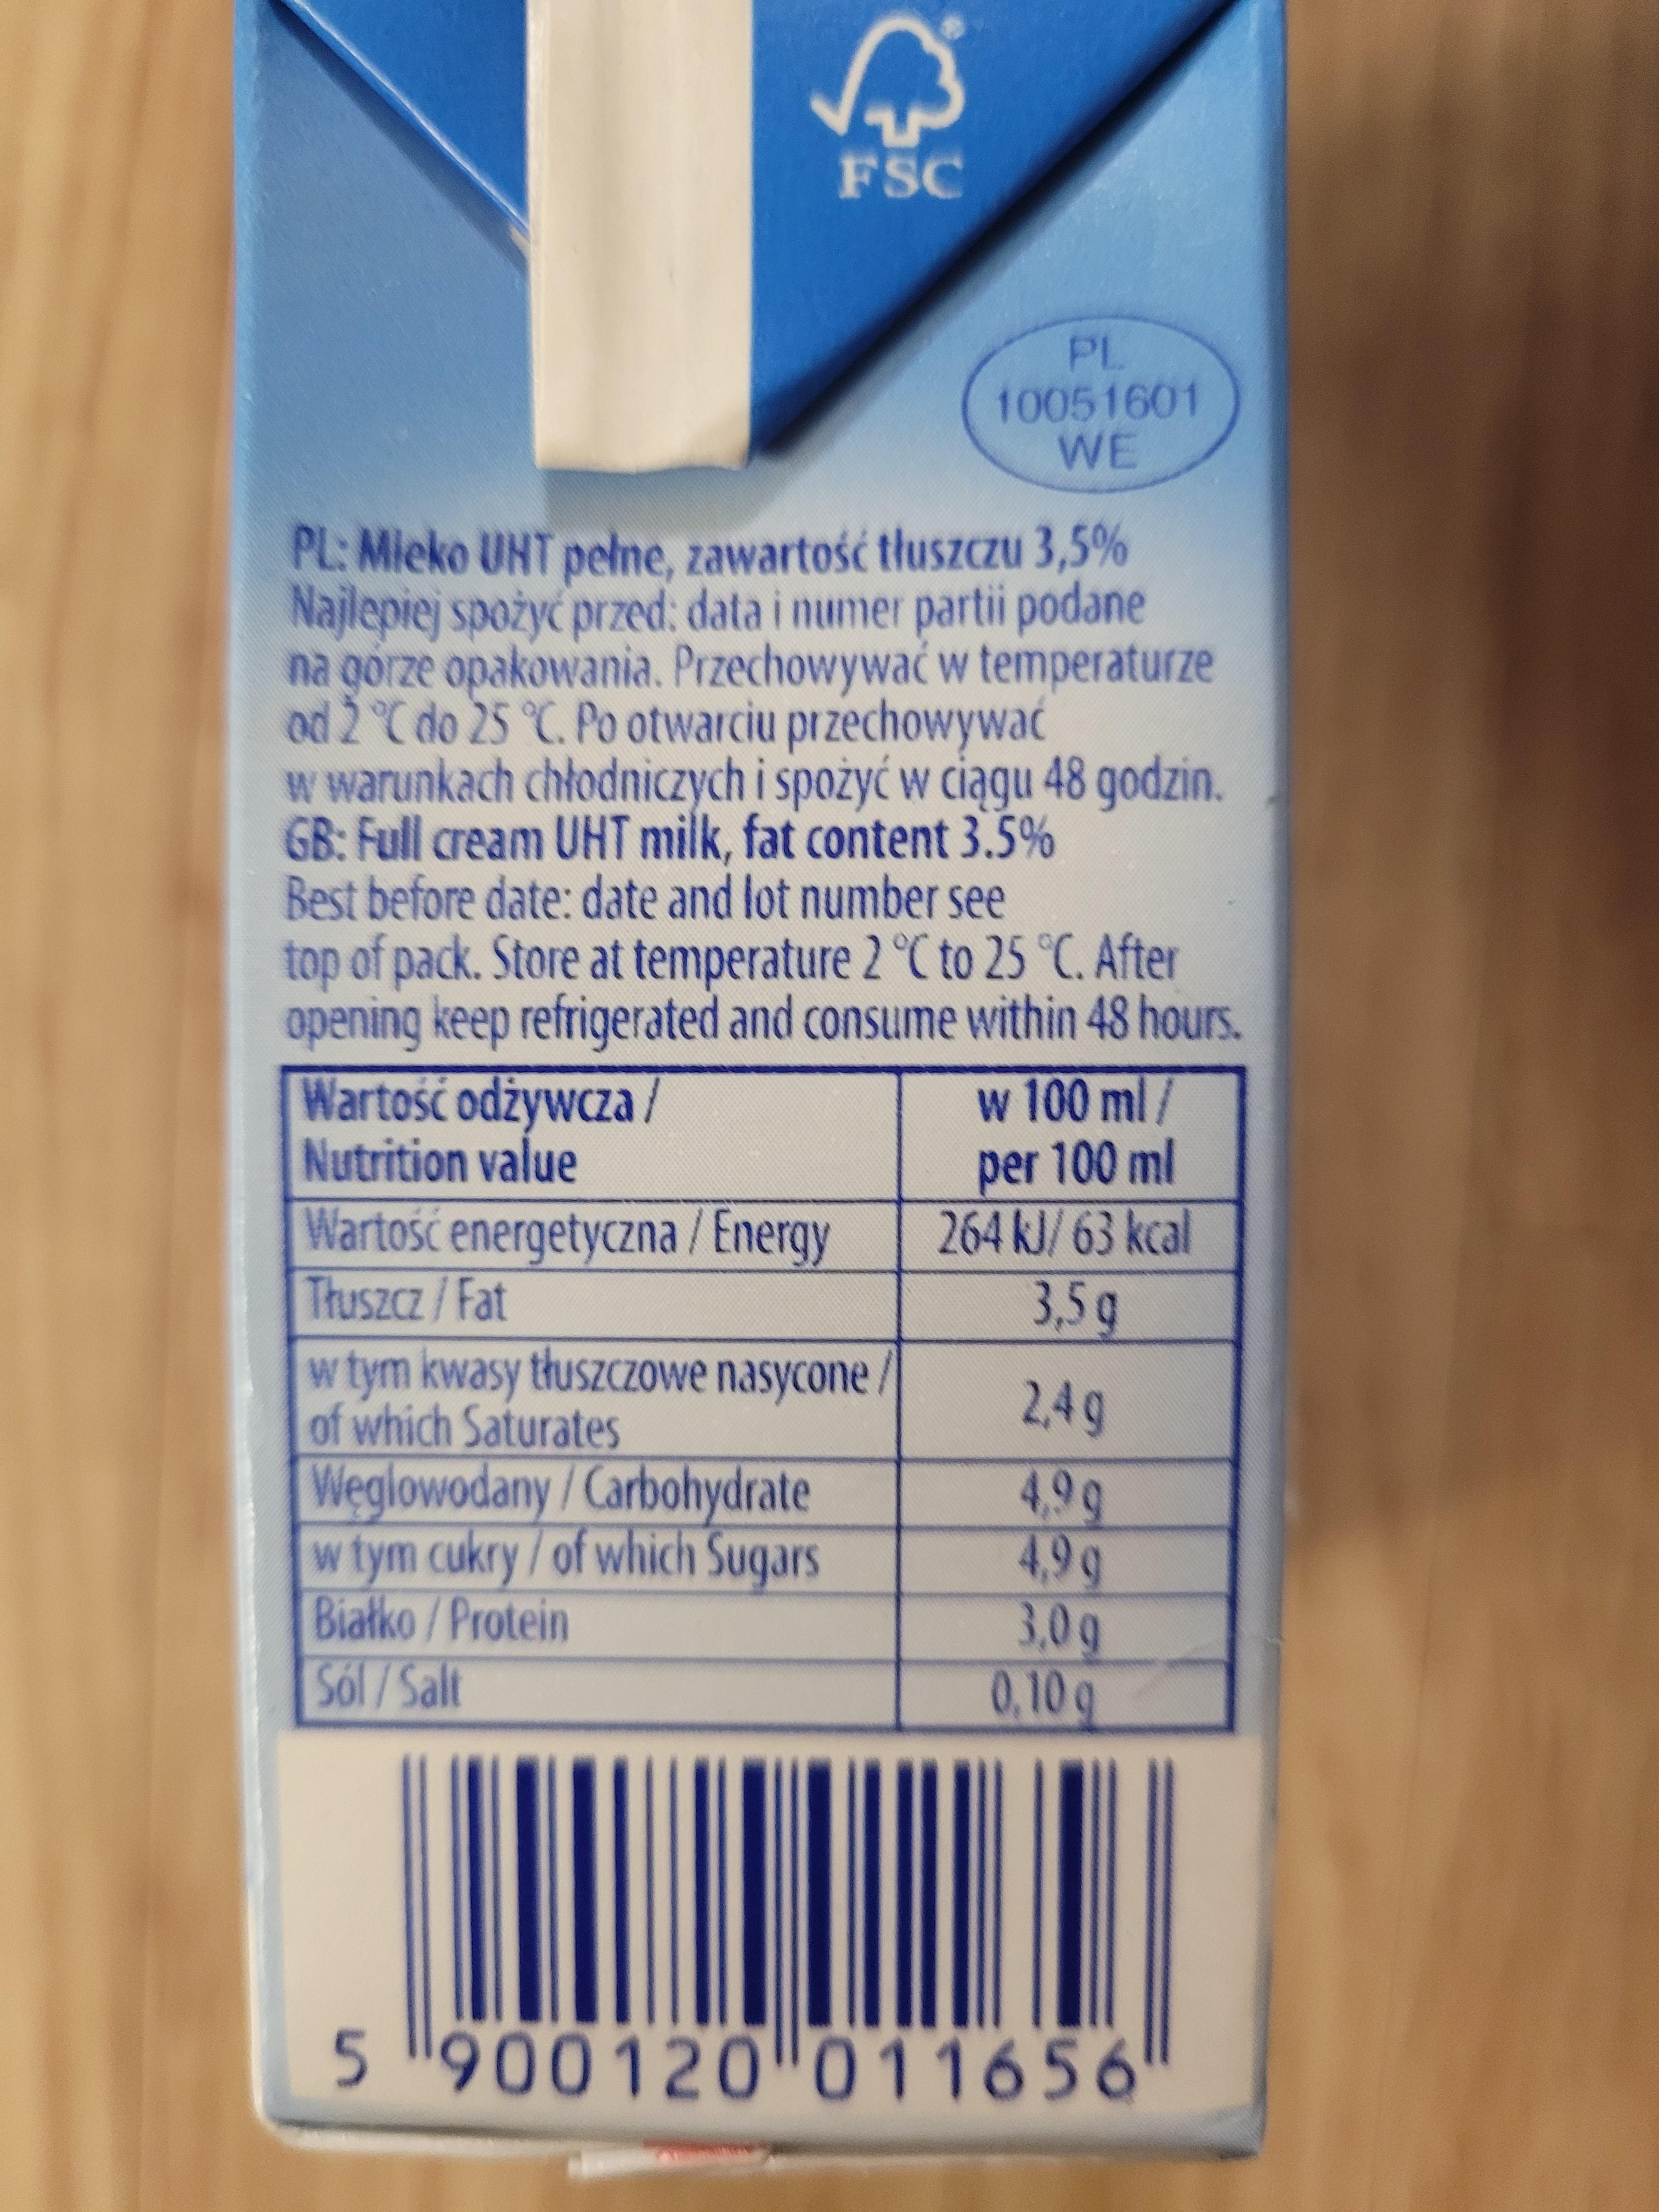 FSC
PL
10051601
WE
PL: Mleko UHT pełne, zawartość tłuszczu 3,5%
Najlepiej spożyć przed: data i numer partii podane
na górze opakowania. Przechowywać w temperaturze
od 2 °C do 25 °C. Po otwarciu przechowywać
w warunkach chłodniczych i spożyć w ciągu 48 godzin.
GB: Full cream UHT milk, fat content 3.5%
Best before date: date and lot number see
top of pack. Store at temperature 2 °C to 25 °C. After
opening keep refrigerated and consume within 48 hours.
Wartość odżywcza / w 100 ml /
Nutrition value per 100 ml
Wartość energetyczna / Energy 264 kJ/ 63 kcal
Tłuszcz / Fat 3,5 g
w tym kwasy tłuszczowe nasycone /
of which Saturates 2,4 g
Węglowodany / Carbohydrate 4,9 g
w tym cukry / of which Sugars 4,9 g
Białko / Protein 3,0 g
Sól / Salt 0,10 g
5 900120 011656